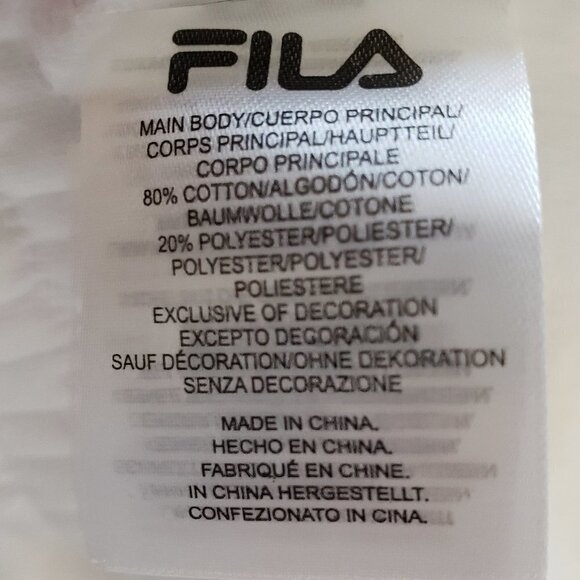 FILA
MAIN BODY/CUERPO PRINCIPAL/
CORPS PRINCIPAL/HAUPTTEIL/
CORPO PRINCIPALE
80% COTTON/ALGODÓN/COTON/
BAUMWOLLE/COTONE
20% POLYESTER/POLIESTER/
POLYESTER/POLYESTER/
POLIESTERE
EXCLUSIVE OF DECORATION
EXCEPTO DEGORACIÓN
SAUF DÉCORATION/OHNE DEKORATION
SENZA DECORAZIONE
MADE IN CHINA.
HECHO EN CHINA.
FABRIQUÉ EN CHINE.
IN CHINA HERGESTELLT.
CONFEZIONATO IN CINA.